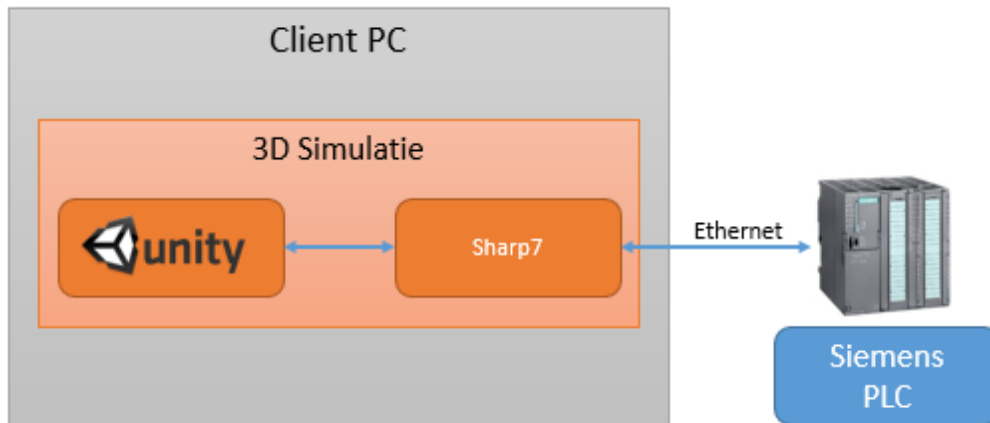 Client PC
3D Simulatie
unity
Sharp7
Ethernet
Siemens
PLC